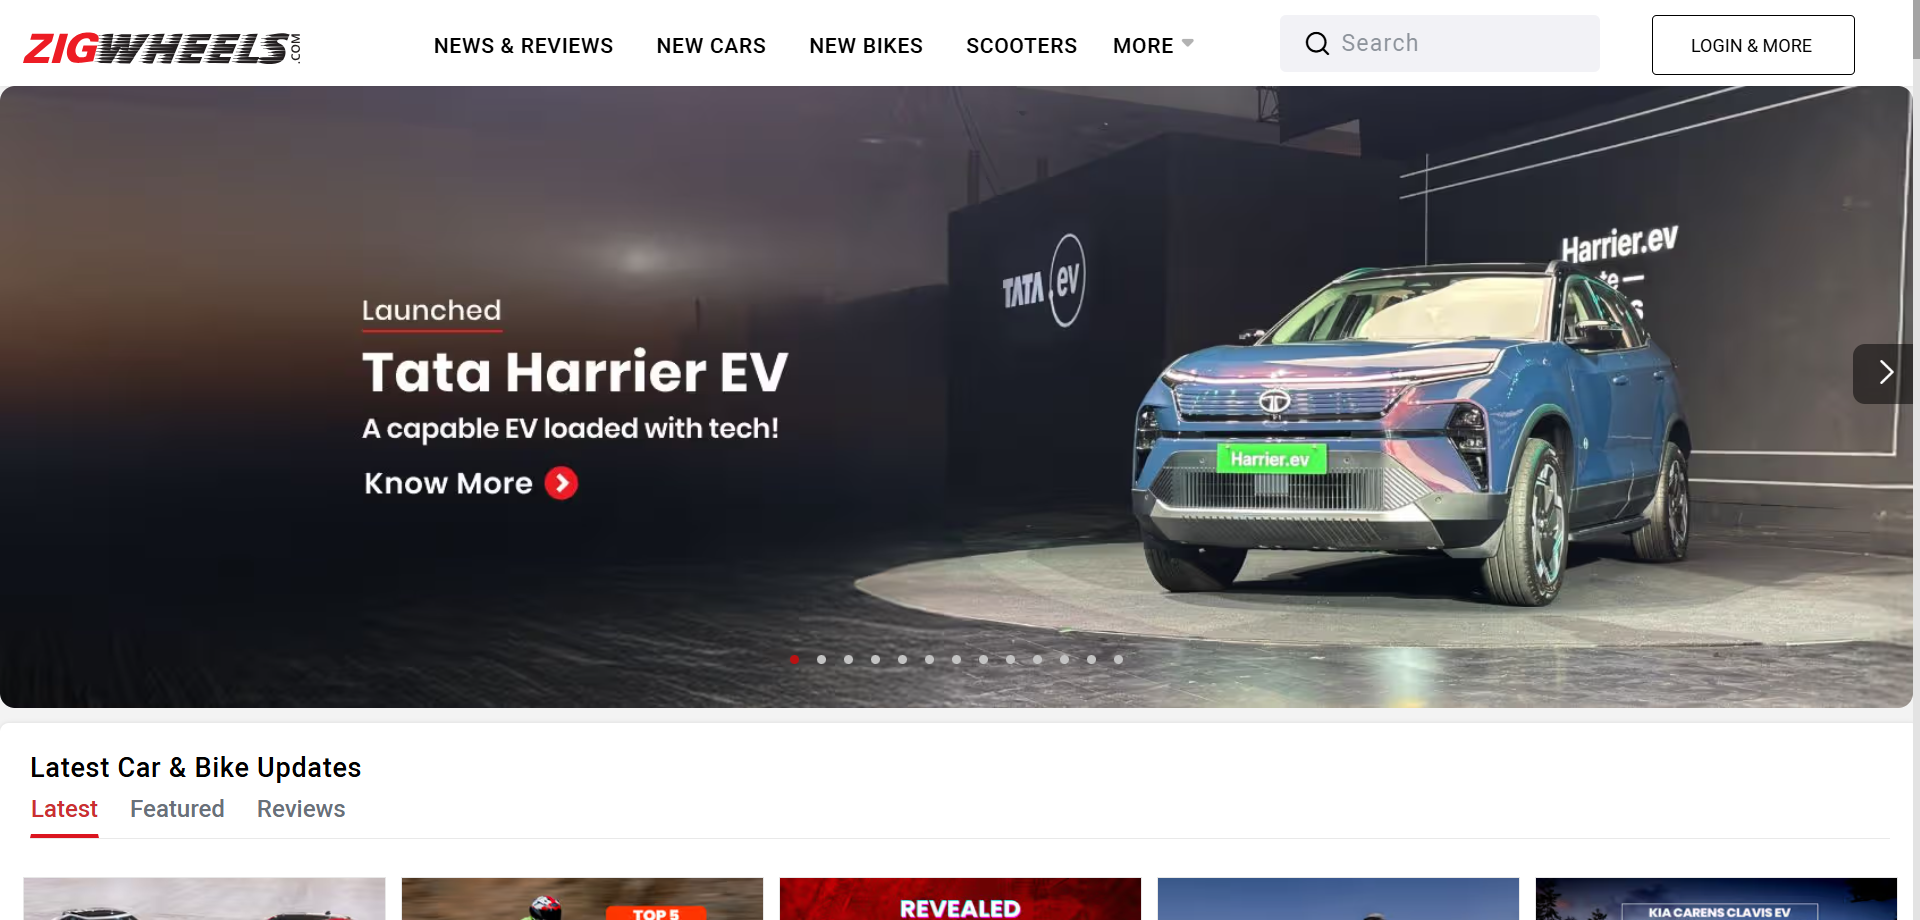 ZIGWHEELS.COM
NEWS & REVIEWS
NEW CARS
NEW BIKES
SCOOTERS
MORE
Search
LOGIN & MORE
Harrier.ev
TATA .ev
Launched
Tata Harrier EV
A capable EV loaded with tech!
Know More
Harrier.ev
Latest Car & Bike Updates
Latest
Featured
Reviews
TOP 5
REVEALED
KIA CARENS CLAVIS EV